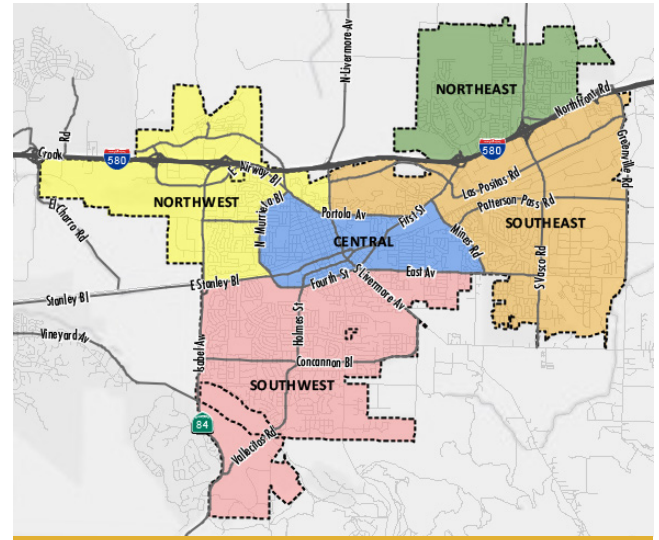 N Livermore Av
NORTHEAST
North Front Rd
580
Greenville Rd
Croak Rd
580
E Airway Bl
Las Positas Rd
Patterson Pass Rd
NORTHWEST
N Murrieta Bl
Portola Av
First St
SOUTHEAST
El Charro Rd
CENTRAL
Mines Rd
S Vasco Rd
E Stanley Bl
Fourth St
S Livermore Av
East Av
Stanley Bl
Vineyard Av
Isabel Av
Holmes St
Concannon Bl
SOUTHWEST
84
Vallecitos Rd